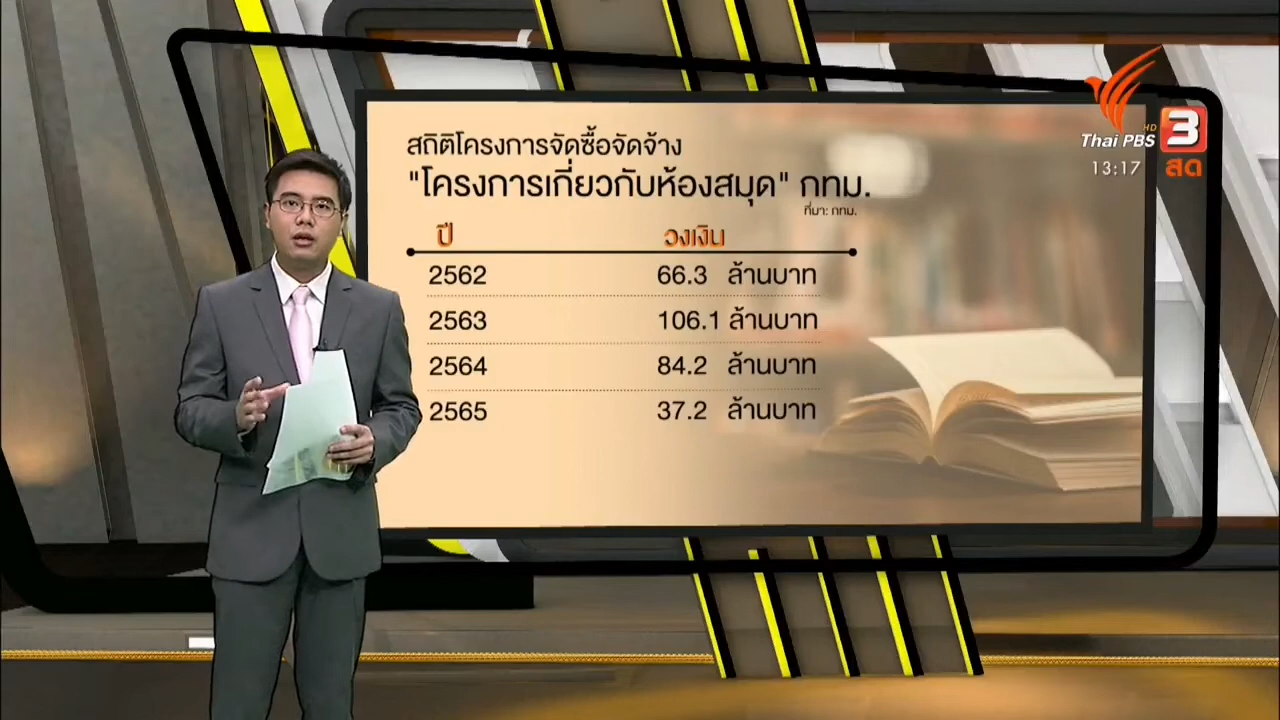 สถิติโครงการจัดซื้อจัดจ้าง
"โครงการเกี่ยวกับห้องสมุด" กทม.
ที่มา: กทม.
ปี วงเงิน
2562 66.3 ล้านบาท
2563 106.1 ล้านบาท
2564 84.2 ล้านบาท
2565 37.2 ล้านบาท
Thai PBS HD 3
13:17 สด